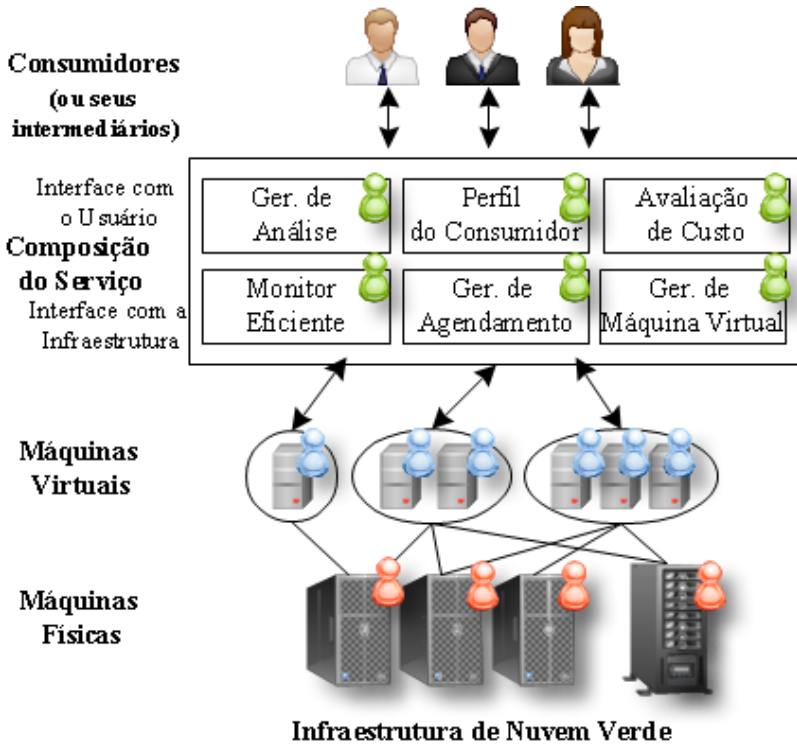 Consumidores
(ou seus
intermediários)
Interface com
o Usuário
Composição
do Serviço
Interface com a
Infraestrutura
Ger. de
Análise
Perfil
do Consumidor
Avaliação
de Custo
Monitor
Eficiente
Ger. de
Agendamento
Ger. de
Máquina Virtual
Máquinas
Virtuais
Máquinas
Físicas
Infraestrutura de Nuvem Verde